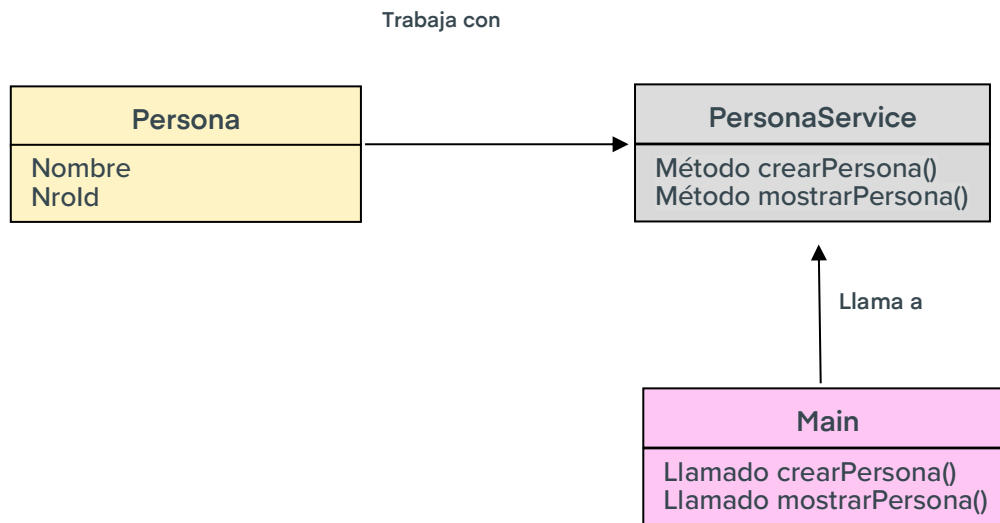 Trabaja con
Persona
Nombre
NroId
PersonaService
Método crearPersona()
Método mostrarPersona()
Llama a
Main
Llamado crearPersona()
Llamado mostrarPersona()